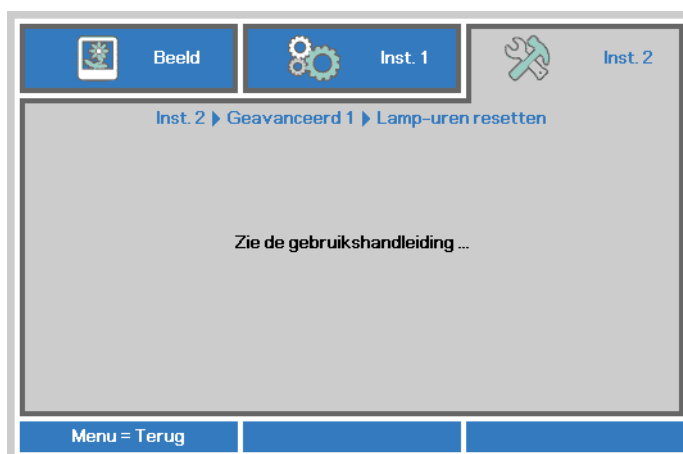 Beeld Inst. 1 Inst. 2
Inst. 2 ▶ Geavanceerd 1 ▶ Lamp-uren resetten
Zie de gebruikshandleiding ...
Menu = Terug